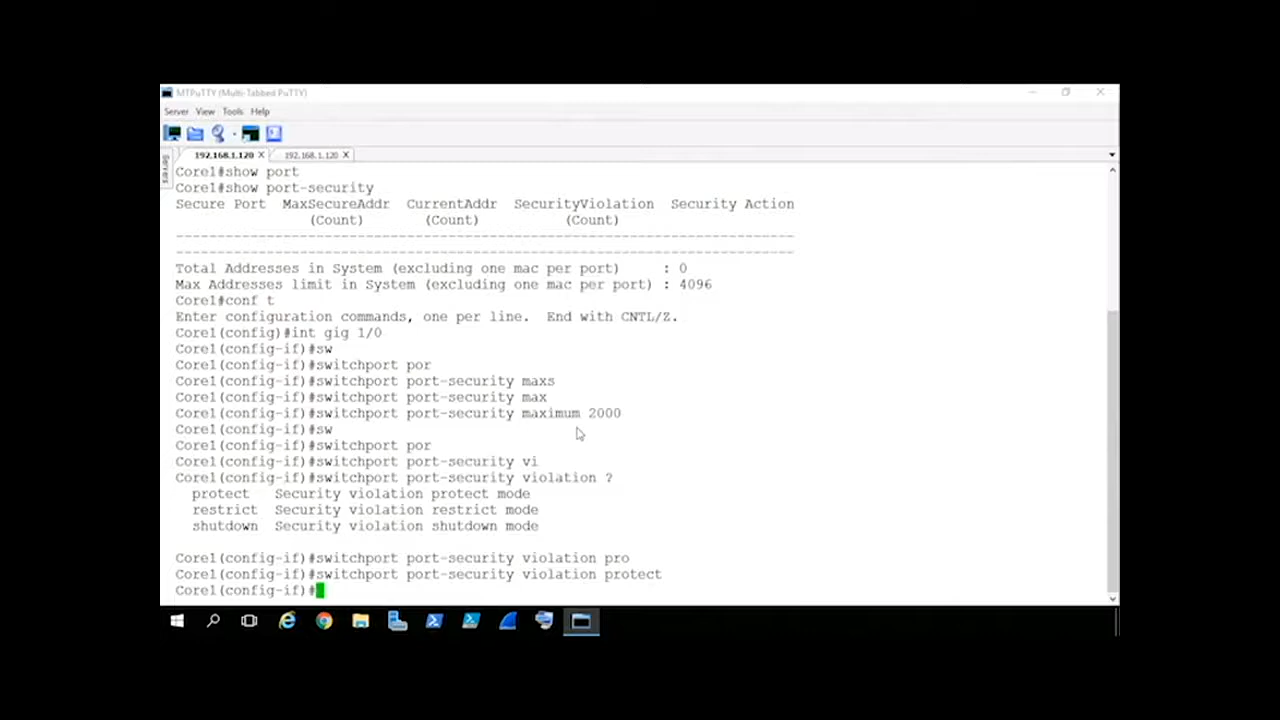 MTPuTTY (Multi-Tabbed PuTTY)
Server View Tools Help
192.168.1.120 192.168.1.120
Servers
Core1#show port
Core1#show port-security
Secure Port  MaxSecureAddr  CurrentAddr  SecurityViolation  Security Action
(Count)       (Count)          (Count)
---------------------------------------------------------------------------
---------------------------------------------------------------------------
Total Addresses in System (excluding one mac per port)     : 0
Max Addresses limit in System (excluding one mac per port) : 4096
Core1#conf t
Enter configuration commands, one per line.  End with CNTL/Z.
Core1(config)#int gig 1/0
Core1(config-if)#sw
Core1(config-if)#switchport por
Core1(config-if)#switchport port-security maxs
Core1(config-if)#switchport port-security max
Core1(config-if)#switchport port-security maximum 2000
Core1(config-if)#sw
Core1(config-if)#switchport por
Core1(config-if)#switchport port-security vi
Core1(config-if)#switchport port-security violation ?
protect   Security violation protect mode
restrict  Security violation restrict mode
shutdown  Security violation shutdown mode
Core1(config-if)#switchport port-security violation pro
Core1(config-if)#switchport port-security violation protect
Core1(config-if)#